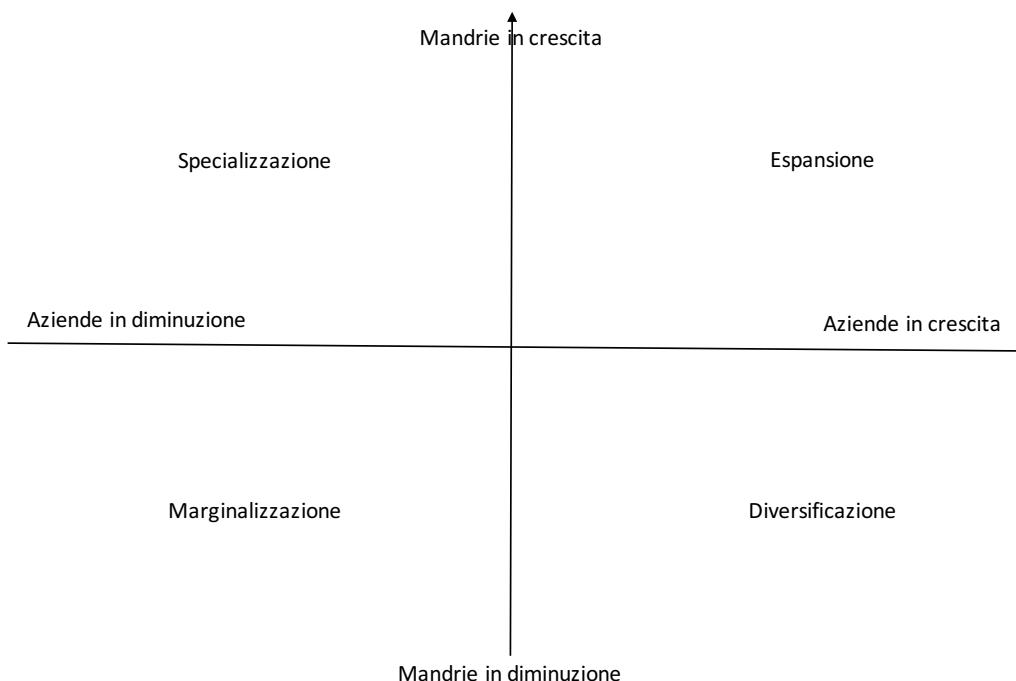 Mandrie in crescita
Specializzazione
Espansione
Aziende in diminuzione
Aziende in crescita
Marginalizzazione
Diversificazione
Mandrie in diminuzione